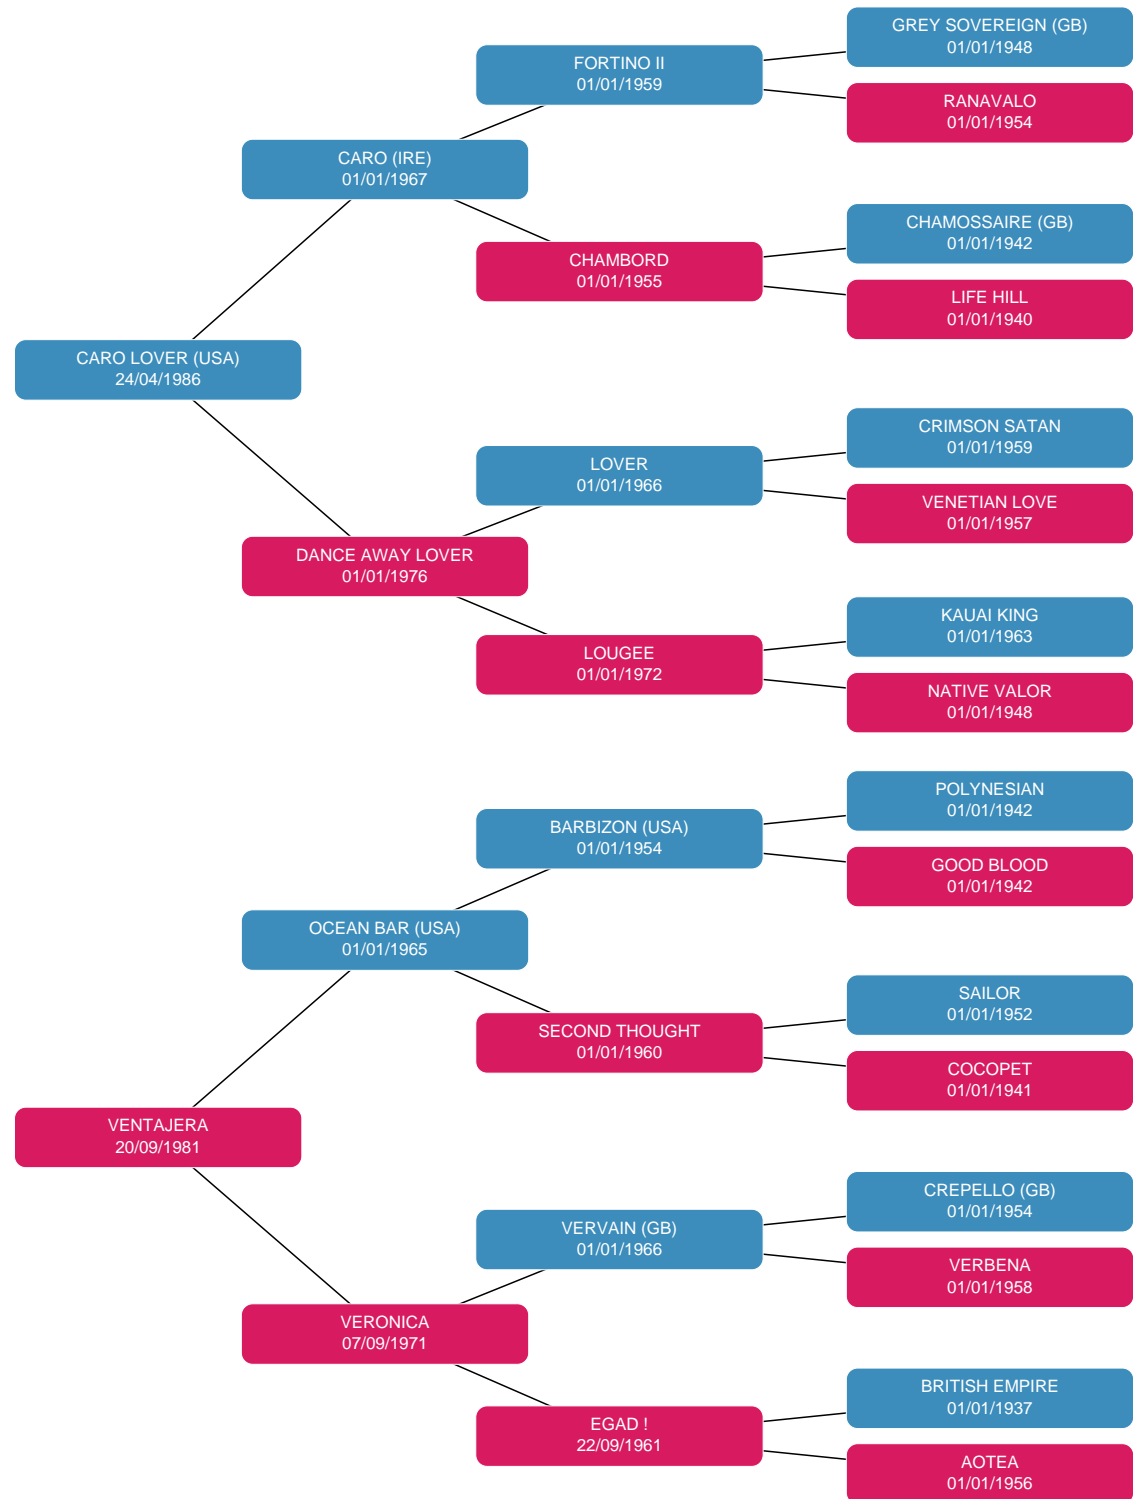 GREY SOVEREIGN (GB)
01/01/1948
FORTINO II
01/01/1959
RANAVALO
01/01/1954
CARO (IRE)
01/01/1967
CHAMOSSAIRE (GB)
01/01/1942
CHAMBORD
01/01/1955
LIFE HILL
01/01/1940
CARO LOVER (USA)
24/04/1986
CRIMSON SATAN
01/01/1959
LOVER
01/01/1966
VENETIAN LOVE
01/01/1957
DANCE AWAY LOVER
01/01/1976
KAUAI KING
01/01/1963
LOUGEE
01/01/1972
NATIVE VALOR
01/01/1948
POLYNESIAN
01/01/1942
BARBIZON (USA)
01/01/1954
GOOD BLOOD
01/01/1942
OCEAN BAR (USA)
01/01/1965
SAILOR
01/01/1952
SECOND THOUGHT
01/01/1960
COCOPET
01/01/1941
VENTAJERA
20/09/1981
CREPELLO (GB)
01/01/1954
VERVAIN (GB)
01/01/1966
VERBENA
01/01/1958
VERONICA
07/09/1971
BRITISH EMPIRE
01/01/1937
EGAD !
22/09/1961
AOTEA
01/01/1956